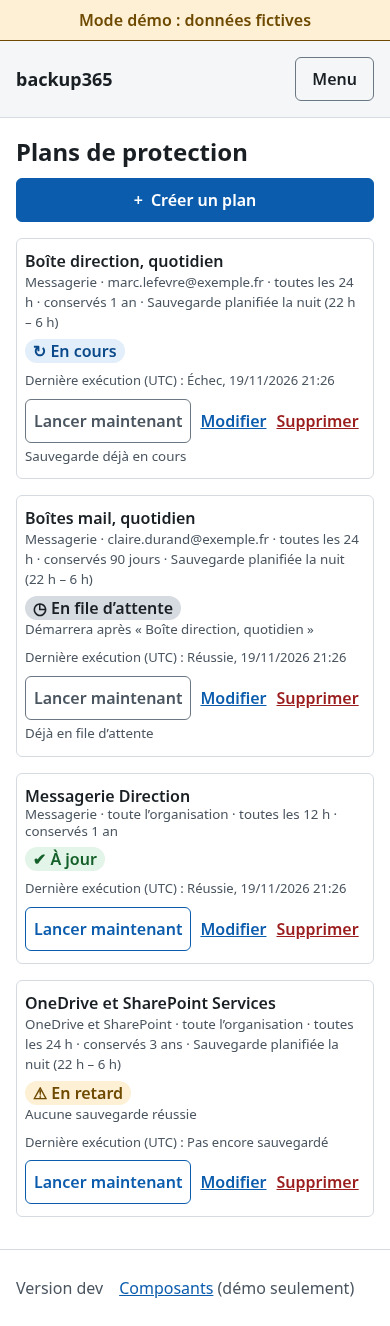 Mode démo : données fictives
backup365
Menu
Plans de protection
+ Créer un plan
Boîte direction, quotidien
Messagerie · marc.lefevre@exemple.fr · toutes les 24
h · conservés 1 an · Sauvegarde planifiée la nuit (22 h
– 6 h)
↻ En cours
Dernière exécution (UTC) : Échec, 19/11/2026 21:26
Lancer maintenant Modifier Supprimer
Sauvegarde déjà en cours
Boîtes mail, quotidien
Messagerie · claire.durand@exemple.fr · toutes les 24
h · conservés 90 jours · Sauvegarde planifiée la nuit
(22 h – 6 h)
◷ En file d’attente
Démarrera après « Boîte direction, quotidien »
Dernière exécution (UTC) : Réussie, 19/11/2026 21:26
Lancer maintenant Modifier Supprimer
Déjà en file d’attente
Messagerie Direction
Messagerie · toute l’organisation · toutes les 12 h ·
conservés 1 an
✔ À jour
Dernière exécution (UTC) : Réussie, 19/11/2026 21:26
Lancer maintenant Modifier Supprimer
OneDrive et SharePoint Services
OneDrive et SharePoint · toute l’organisation · toutes
les 24 h · conservés 3 ans · Sauvegarde planifiée la
nuit (22 h – 6 h)
⚠ En retard
Aucune sauvegarde réussie
Dernière exécution (UTC) : Pas encore sauvegardé
Lancer maintenant Modifier Supprimer
Version dev Composants (démo seulement)